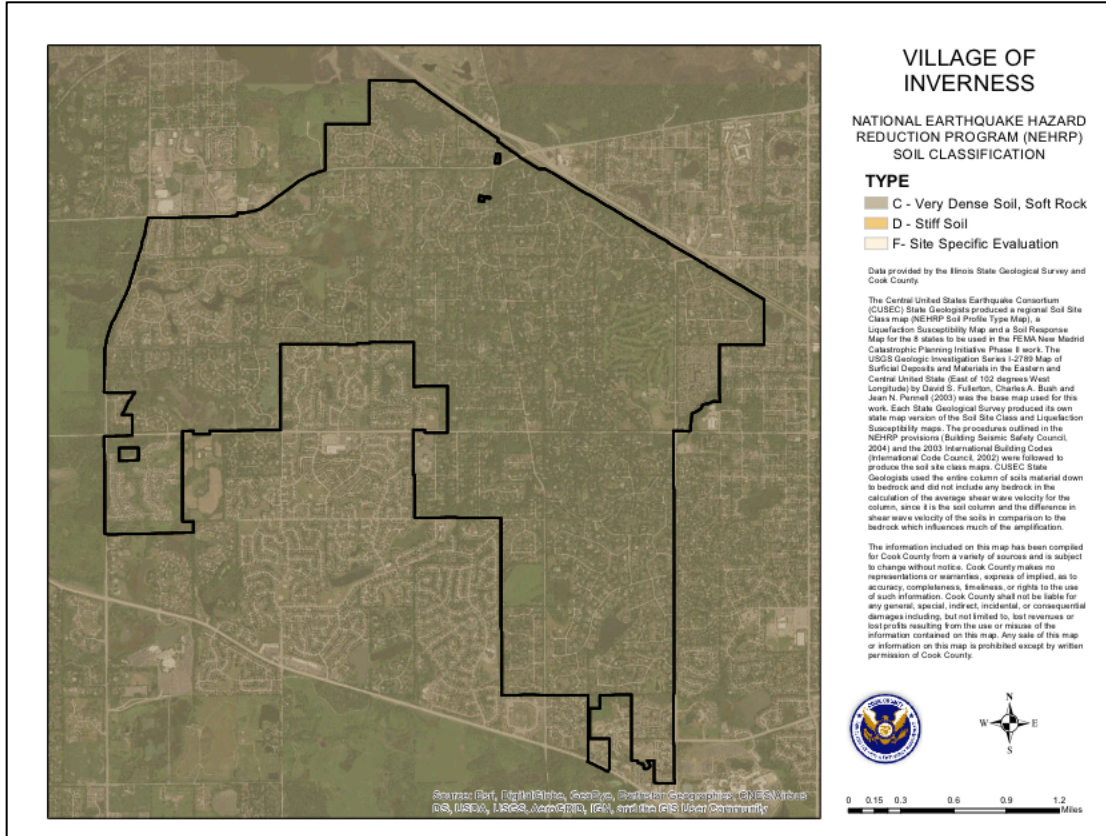 VILLAGE OF
INVERNESS
NATIONAL EARTHQUAKE HAZARD
REDUCTION PROGRAM (NEHRP)
SOIL CLASSIFICATION
TYPE
C - Very Dense Soil, Soft Rock
D - Stiff Soil
F- Site Specific Evaluation
Data provided by the Illinois State Geological Survey and
Cook County.
The Central United States Earthquake Consortium
(CUSEC) State Geologists produced a regional Soil Site
Class map (NEHRP Soil Profile Type Map), a
Liquefaction Susceptibility Map and a Soil Response
Map for the 8 states to be used in the FEMA New Madrid
Catastrophic Planning Initiative Phase II work. The
USGS Geologic Investigation Series I-2789 Map of
Surficial Deposits and Materials in the Eastern and
Central United State (East of 102 degrees West
Longitude) by David S. Fullerton, Charles A. Bush and
Jean N. Pennell (2003) was the base map used for this
work. Each State Geological Survey produced its own
state map version of the Soil Site Class and Liquefaction
Susceptibility maps. The procedures outlined in the
NEHRP provisions (Building Seismic Safety Council,
2004) and the 2003 International Building Codes
(International Code Council, 2002) were followed to
produce the soil site class maps. CUSEC State
Geologists used the entire column of soils material down
to bedrock and did not include any bedrock in the
calculation of the average shear wave velocity for the
column, since it is the soil column and the difference in
shear wave velocity of the soils in comparison to the
bedrock which influences much of the amplification.
The information included on this map has been compiled
for Cook County from a variety of sources and is subject
to change without notice. Cook County makes no
representations or warranties, express of implied, as to
accuracy, completeness, timeliness, or rights to the use
of such information. Cook County shall not be liable for
any general, special, indirect, incidental, or consequential
damages including, but not limited to, lost revenues or
lost profits resulting from the use or misuse of the
information contained on this map. Any sale of this map
or information on this map is prohibited except by written
permission of Cook County.
N
W E
S
0 0.15 0.3 0.6 0.9 1.2
Miles
Source: Esri, DigitalGlobe, GeoEye, Earthstar Geographics, CNES/Airbus
DS, USDA, USGS, AeroGRID, IGN, and the GIS User Community